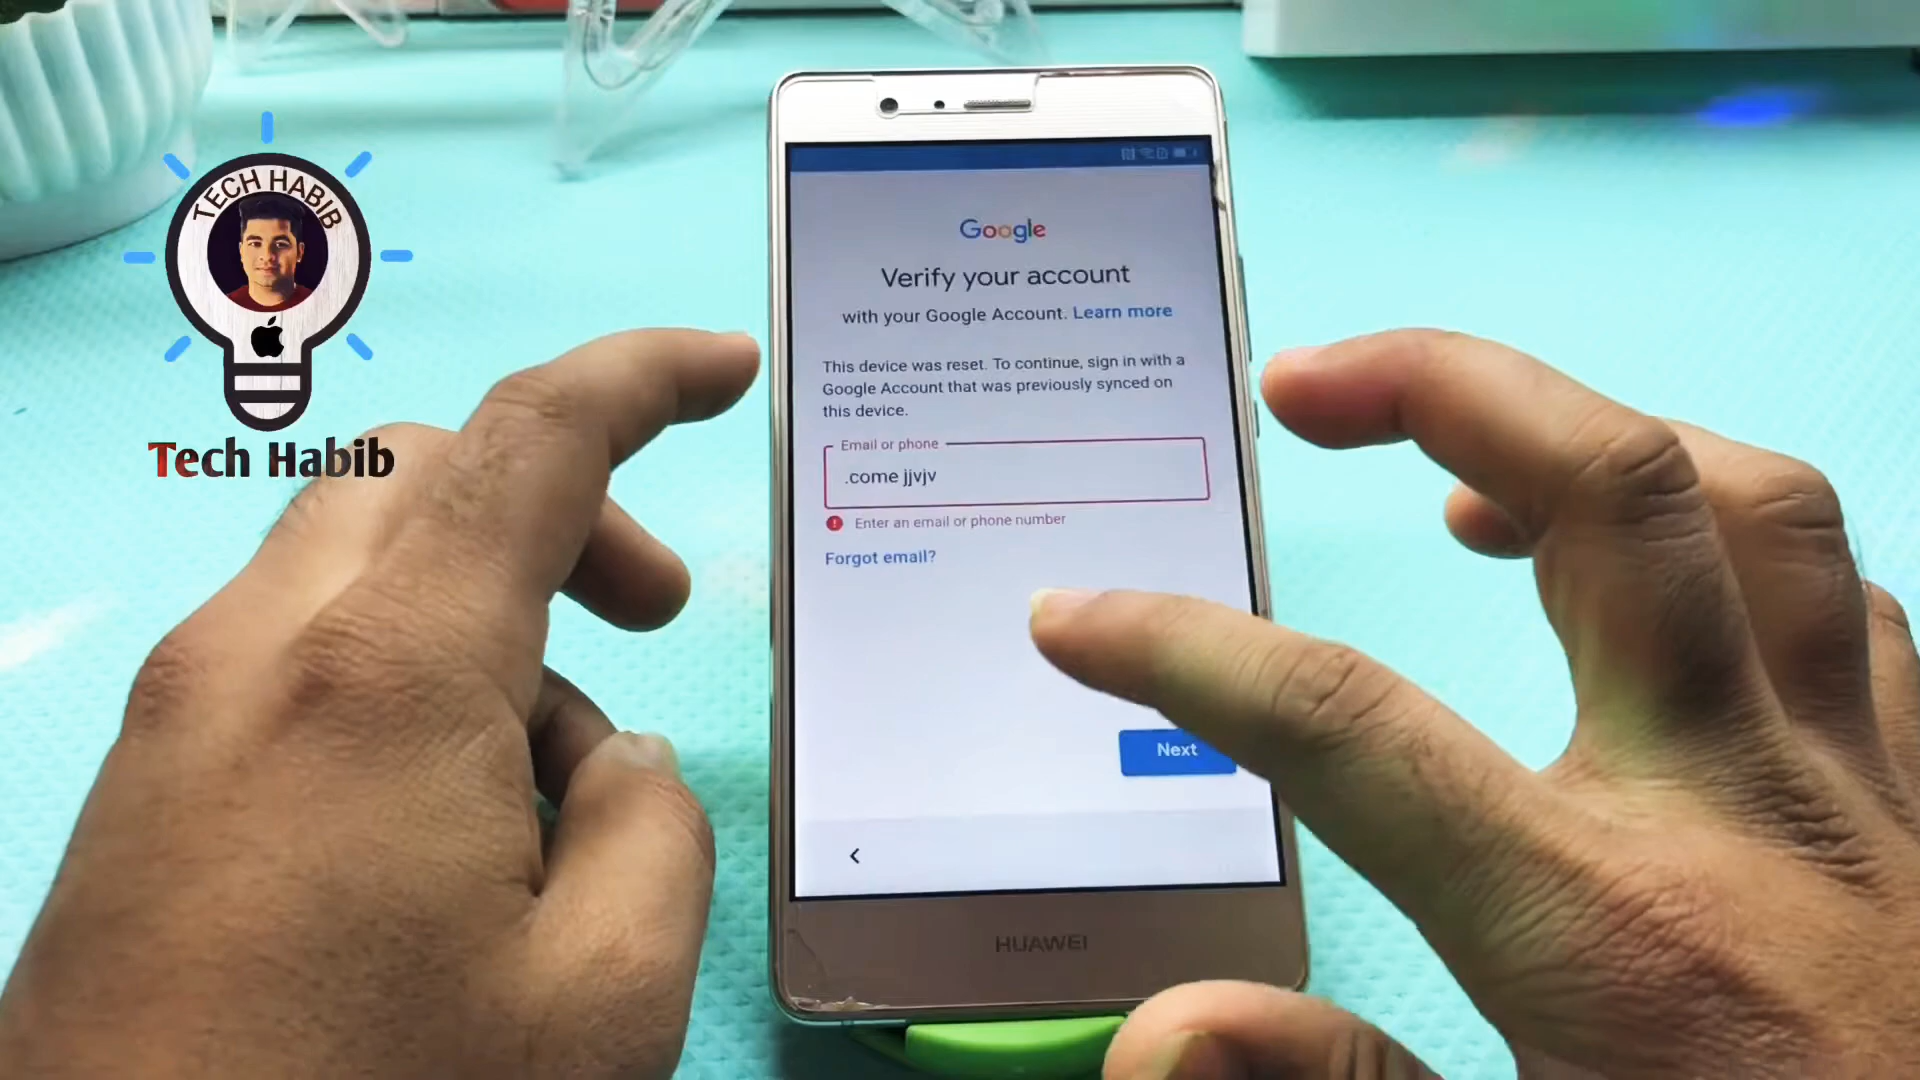 TECH HABIB
Tech Habib
Google
Verify your account
with your Google Account. Learn more
This device was reset. To continue, sign in with a
Google Account that was previously synced on
this device.
Email or phone
.come jjvjv
Enter an email or phone number
Forgot email?
Next
HUAWEI